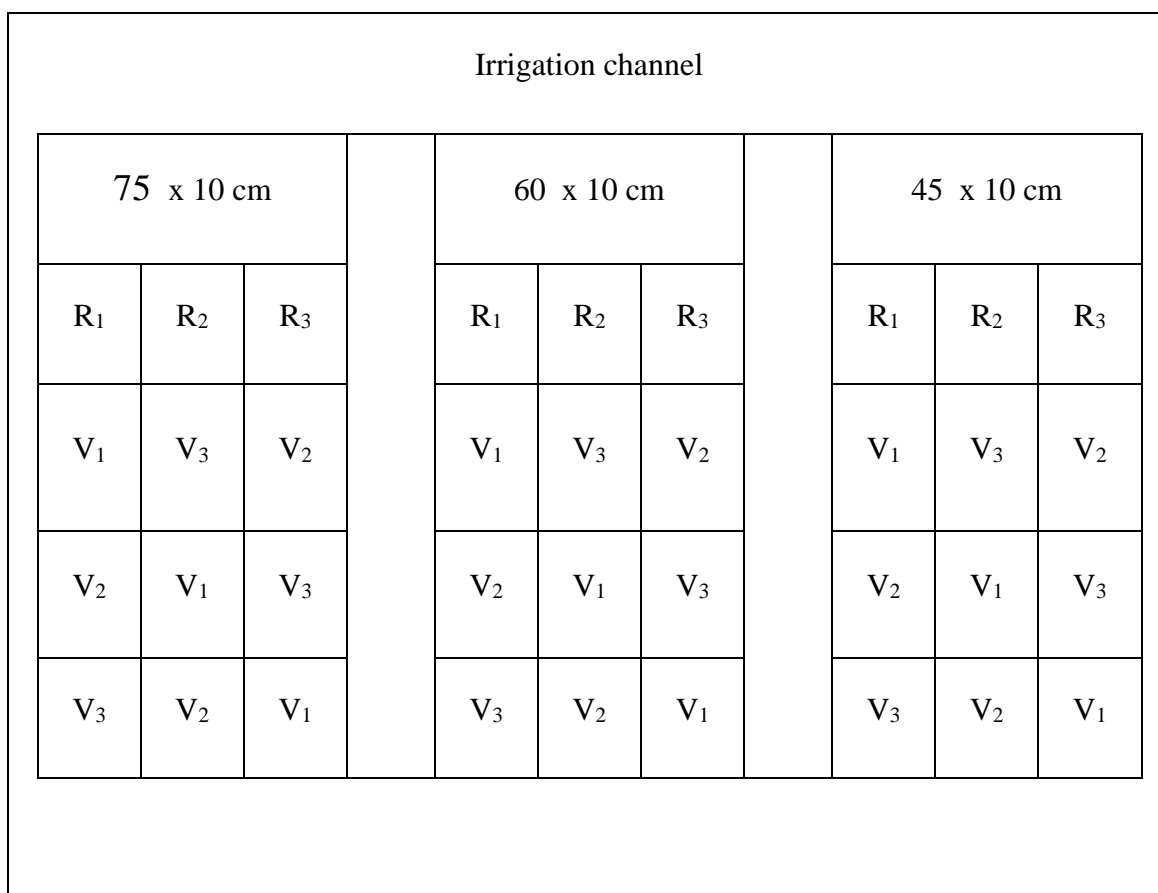 Irrigation channel
75 x 10 cm 60 x 10 cm 45 x 10 cm
R₁ R₂ R₃ R₁ R₂ R₃ R₁ R₂ R₃
V₁ V₃ V₂ V₁ V₃ V₂ V₁ V₃ V₂
V₂ V₁ V₃ V₂ V₁ V₃ V₂ V₁ V₃
V₃ V₂ V₁ V₃ V₂ V₁ V₃ V₂ V₁